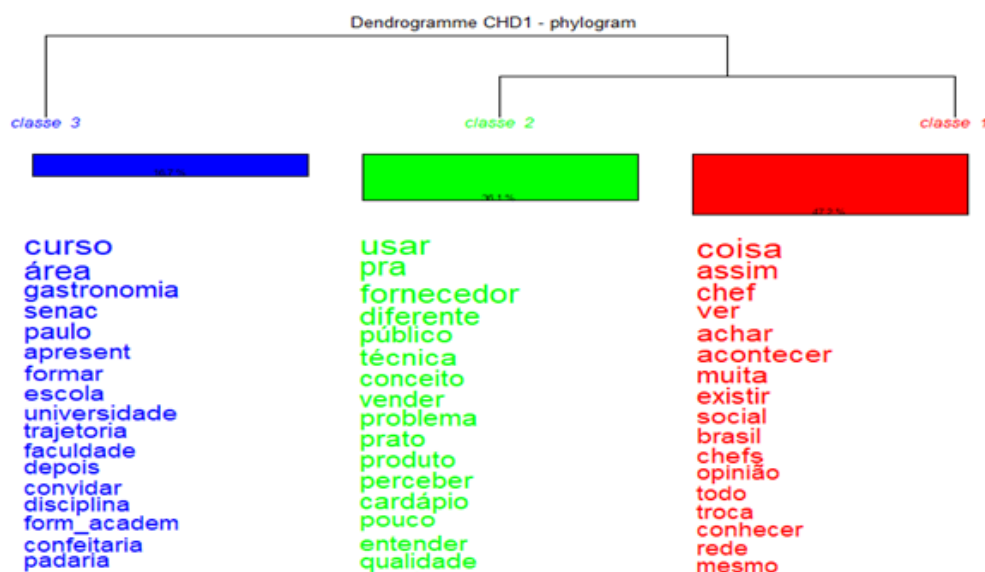 Dendrogramme CHD1 - phylogram
classe 3
classe 2
classe 1
36,1 %
curso
área
gastronomia
senac
paulo
apresent
formar
escola
universidade
trajetoria
faculdade
depois
convidar
disciplina
form_academ
confeitaria
padaria
usar
pra
fornecedor
diferente
público
técnica
conceito
vender
problema
prato
produto
perceber
cardápio
pouco
entender
qualidade
coisa
assim
chef
ver
achar
acontecer
muita
existir
social
brasil
chefs
opinião
todo
troca
conhecer
rede
mesmo